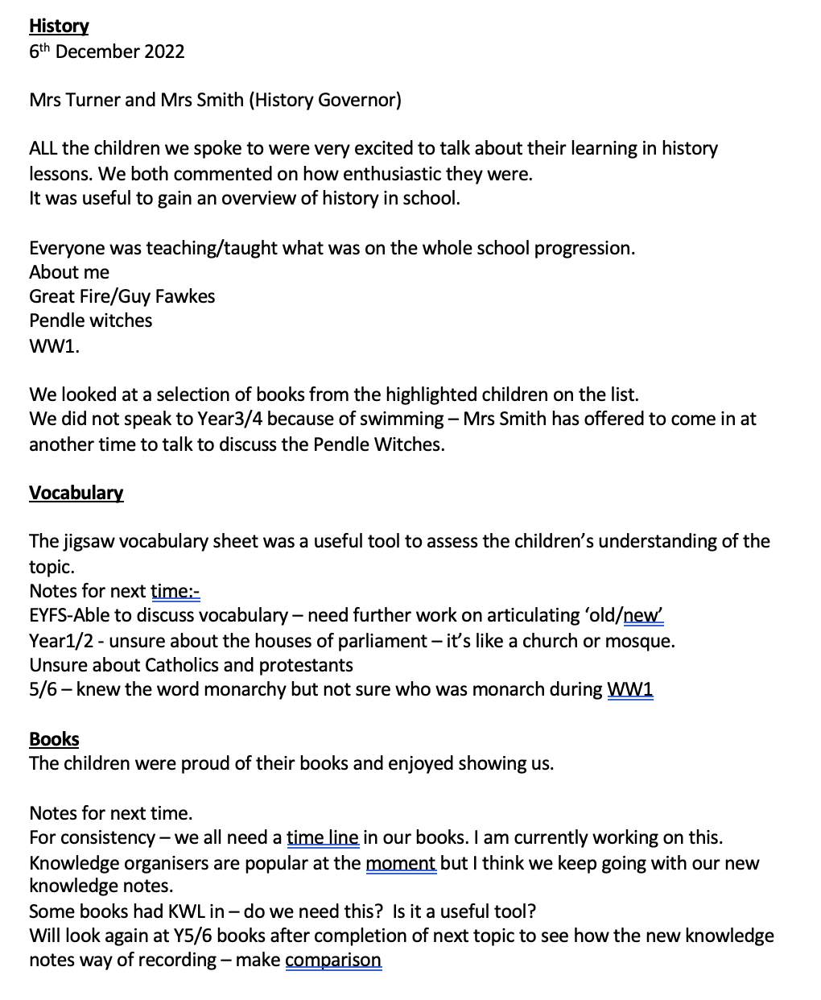 History
6th December 2022
Mrs Turner and Mrs Smith (History Governor)
ALL the children we spoke to were very excited to talk about their learning in history
lessons. We both commented on how enthusiastic they were.
It was useful to gain an overview of history in school.
Everyone was teaching/taught what was on the whole school progression.
About me
Great Fire/Guy Fawkes
Pendle witches
WW1.
We looked at a selection of books from the highlighted children on the list.
We did not speak to Year3/4 because of swimming – Mrs Smith has offered to come in at
another time to talk to discuss the Pendle Witches.
Vocabulary
The jigsaw vocabulary sheet was a useful tool to assess the children’s understanding of the
topic.
Notes for next time:-
EYFS-Able to discuss vocabulary – need further work on articulating ‘old/new’
Year1/2 - unsure about the houses of parliament – it’s like a church or mosque.
Unsure about Catholics and protestants
5/6 – knew the word monarchy but not sure who was monarch during WW1
Books
The children were proud of their books and enjoyed showing us.
Notes for next time.
For consistency – we all need a time line in our books. I am currently working on this.
Knowledge organisers are popular at the moment but I think we keep going with our new
knowledge notes.
Some books had KWL in – do we need this?  Is it a useful tool?
Will look again at Y5/6 books after completion of next topic to see how the new knowledge
notes way of recording – make comparison